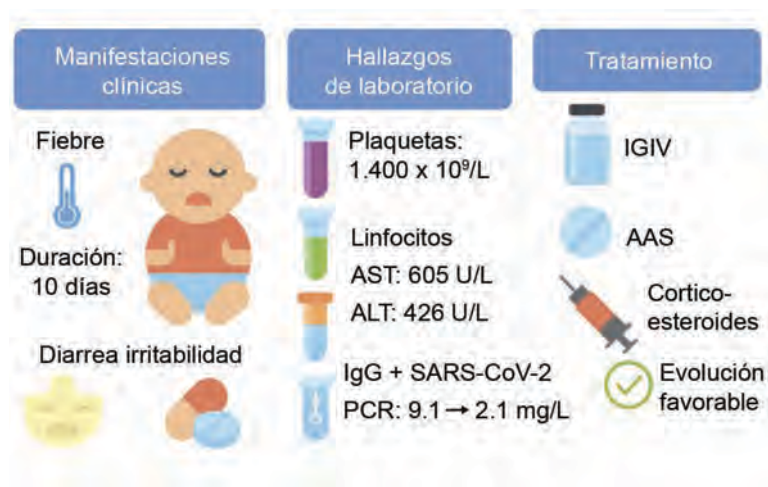 Manifestaciones
clínicas
Fiebre
Duración:
10 días
Diarrea irritabilidad
Hallazgos
de laboratorio
Plaquetas:
1.400 x 10⁹/L
Linfocitos
AST: 605 U/L
ALT: 426 U/L
IgG + SARS-CoV-2
PCR: 9.1 → 2.1 mg/L
Tratamiento
IGIV
AAS
Cortico-
esteroides
Evolución
favorable